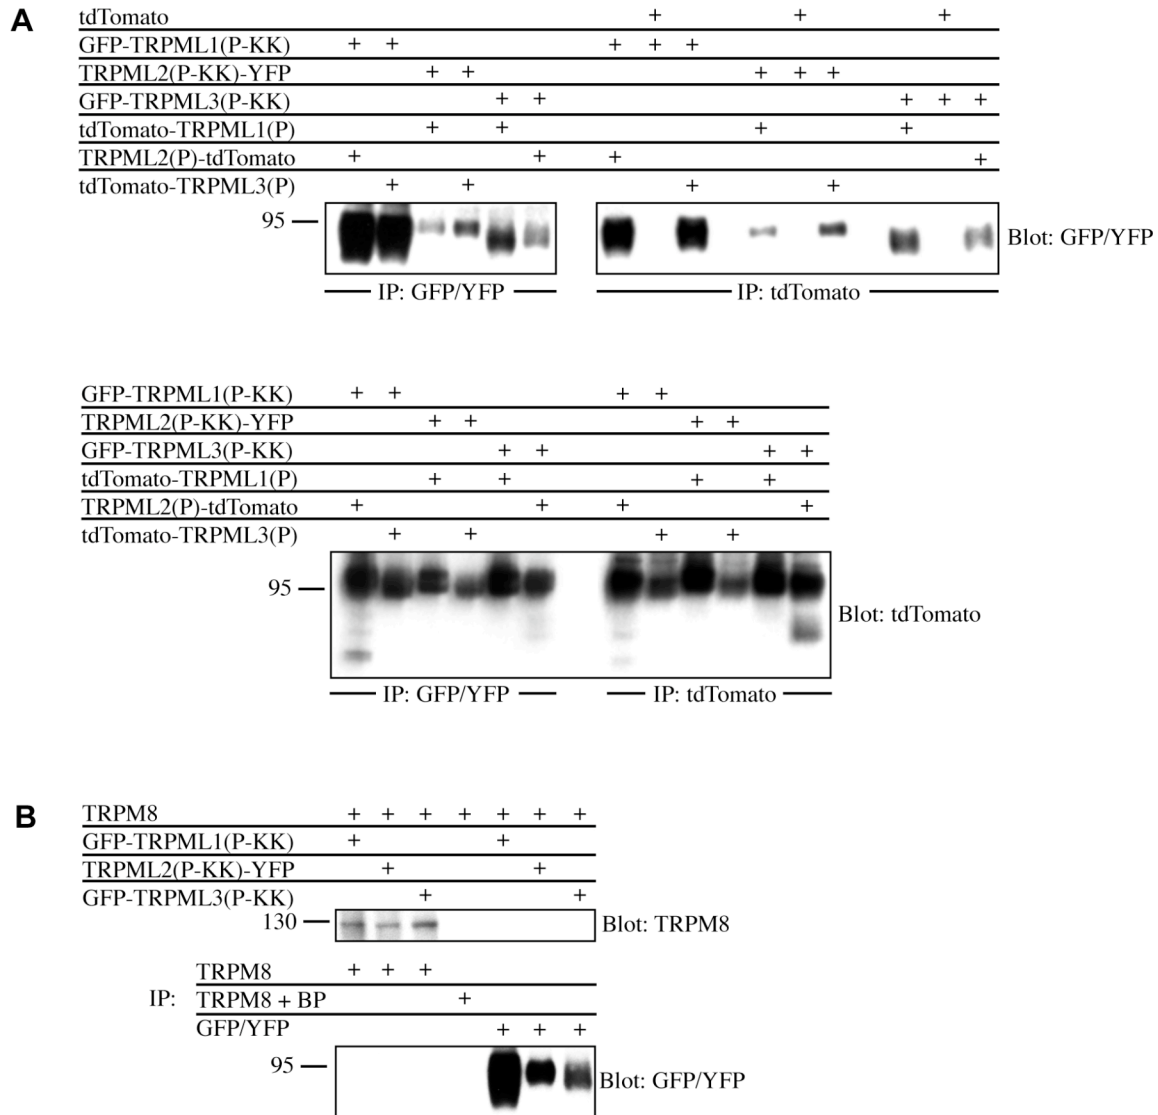 A
tdTomato + + +
GFP-TRPML1(P-KK) + + + + +
TRPML2(P-KK)-YFP + + + + +
GFP-TRPML3(P-KK) + + + + +
tdTomato-TRPML1(P) + + + +
TRPML2(P)-tdTomato + + + +
tdTomato-TRPML3(P) + + + +
95
Blot: GFP/YFP
IP: GFP/YFP IP: tdTomato
GFP-TRPML1(P-KK) + + + +
TRPML2(P-KK)-YFP + + + +
GFP-TRPML3(P-KK) + + + +
tdTomato-TRPML1(P) + + + +
TRPML2(P)-tdTomato + + + +
tdTomato-TRPML3(P) + + + +
95
Blot: tdTomato
IP: GFP/YFP IP: tdTomato
B
TRPM8 + + + + + + +
GFP-TRPML1(P-KK) + +
TRPML2(P-KK)-YFP + +
GFP-TRPML3(P-KK) + +
130 Blot: TRPM8
TRPM8 + + +
IP: TRPM8 + BP +
GFP/YFP + + +
95 Blot: GFP/YFP